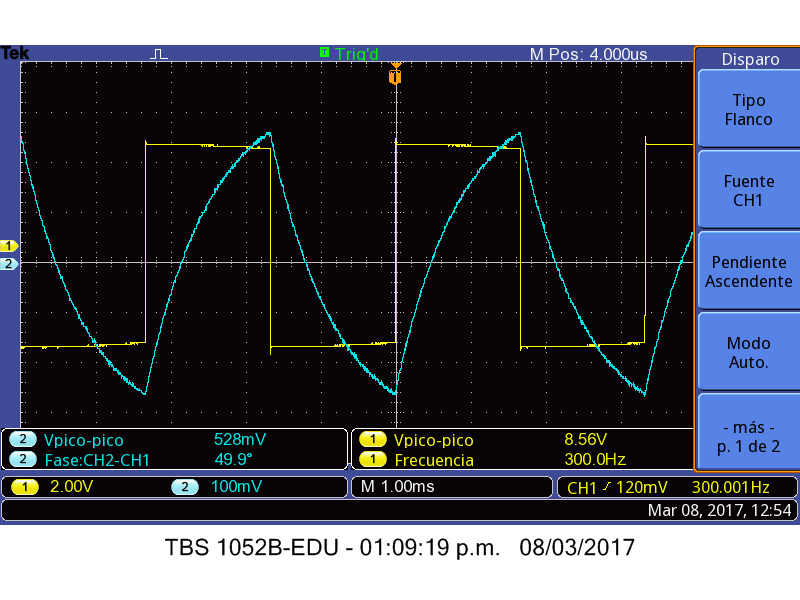 Tek Trig'd M Pos: 4.000us
Disparo
T
Tipo
Flanco
Fuente
CH1
1
2
Pendiente
Ascendente
Modo
Auto.
- más -
p. 1 de 2
2 Vpico-pico 528mV 1 Vpico-pico 8.56V
2 Fase:CH2-CH1 49.9° 1 Frecuencia 300.0Hz
1 2.00V 2 100mV M 1.00ms CH1 120mV 300.001Hz
Mar 08, 2017, 12:54
TBS 1052B-EDU - 01:09:19 p.m. 08/03/2017